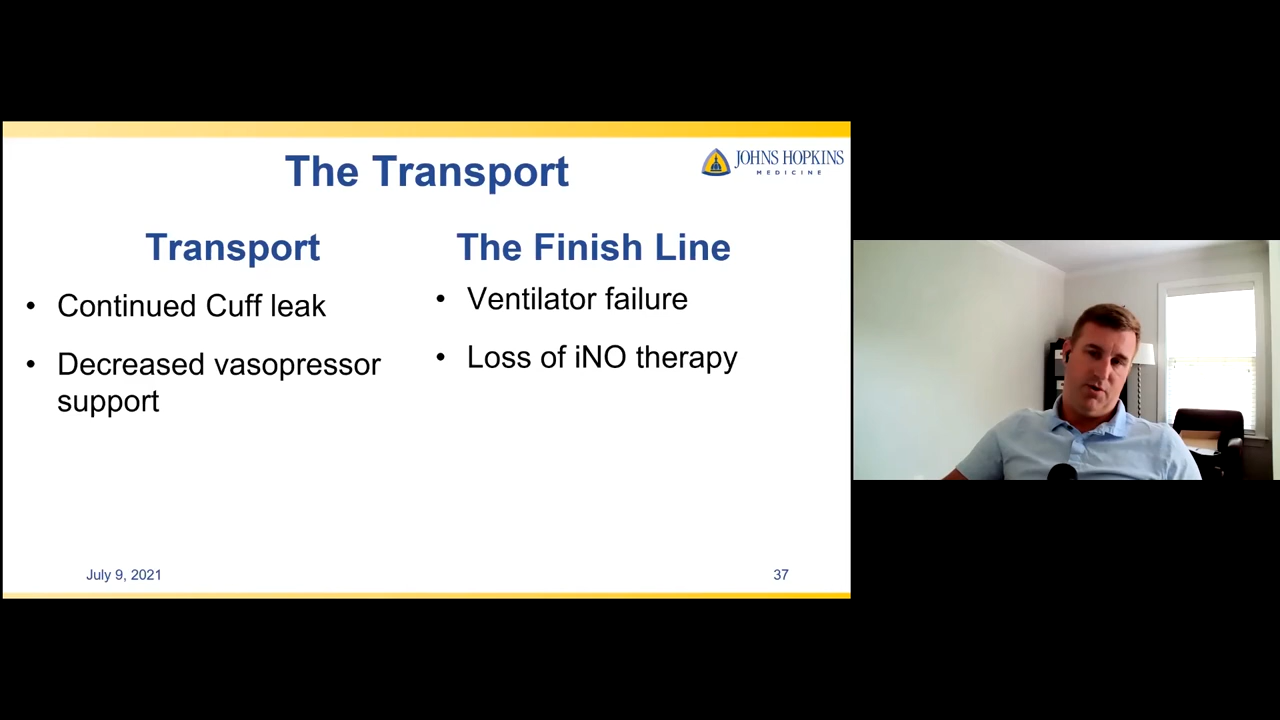 The Transport
JOHNS HOPKINS
MEDICINE
Transport
• Continued Cuff leak
• Decreased vasopressor
support
The Finish Line
• Ventilator failure
• Loss of iNO therapy
July 9, 2021
37